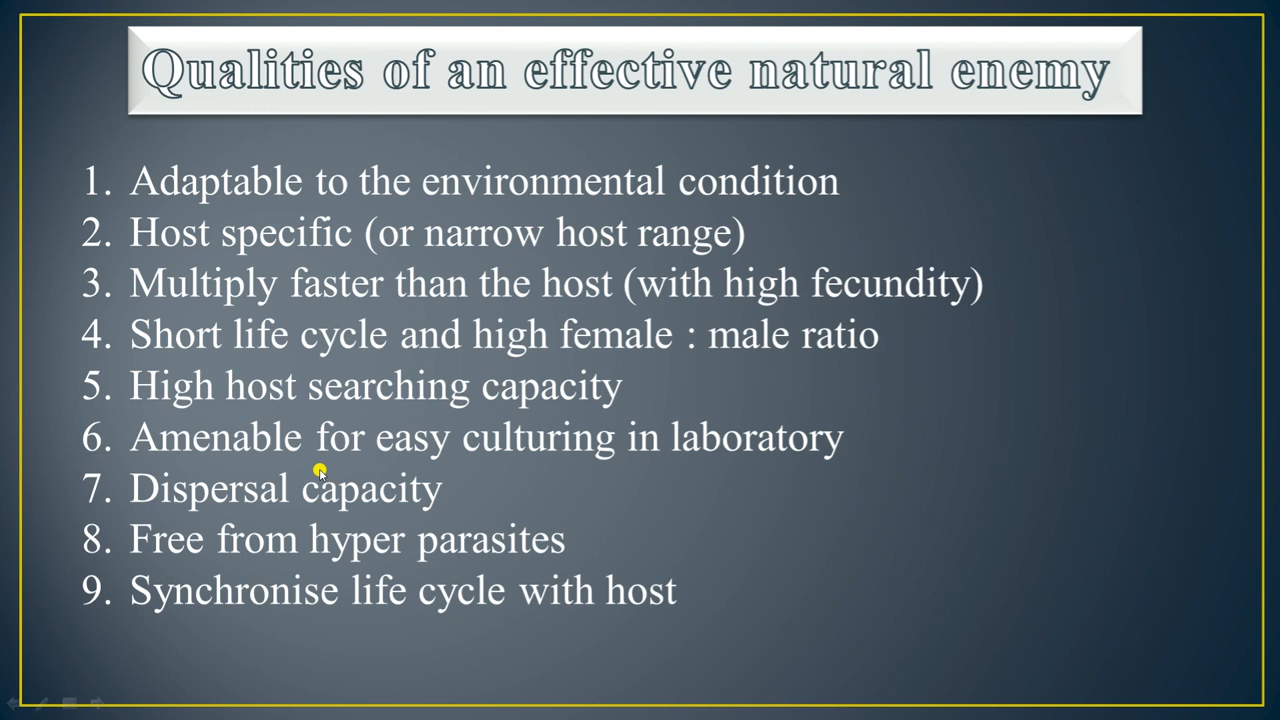 Qualities of an effective natural enemy
1. Adaptable to the environmental condition
2. Host specific (or narrow host range)
3. Multiply faster than the host (with high fecundity)
4. Short life cycle and high female : male ratio
5. High host searching capacity
6. Amenable for easy culturing in laboratory
7. Dispersal capacity
8. Free from hyper parasites
9. Synchronise life cycle with host